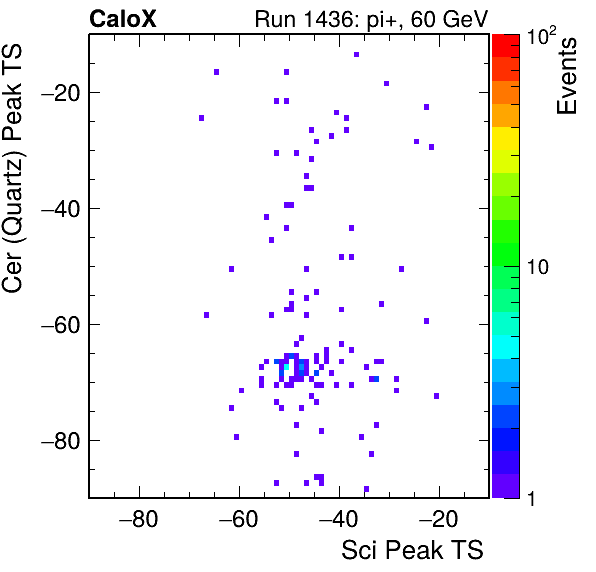 CaloX Run 1436: pi+, 60 GeV
Cer (Quartz) Peak TS
−20
−40
−60
−80
−80 −60 −40 −20
Sci Peak TS
10²
10
1
Events